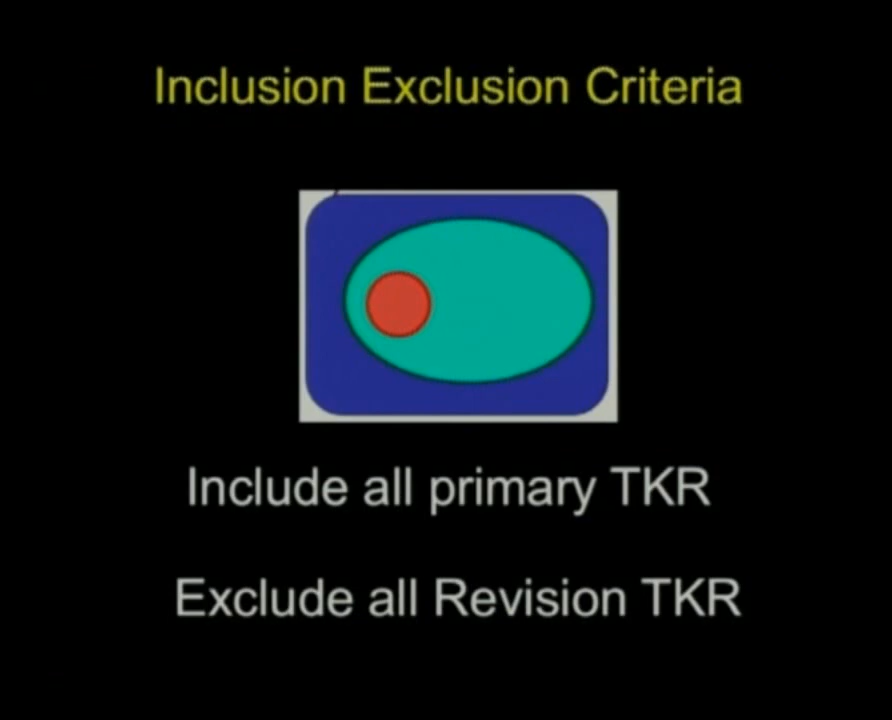 Inclusion Exclusion Criteria
Include all primary TKR
Exclude all Revision TKR